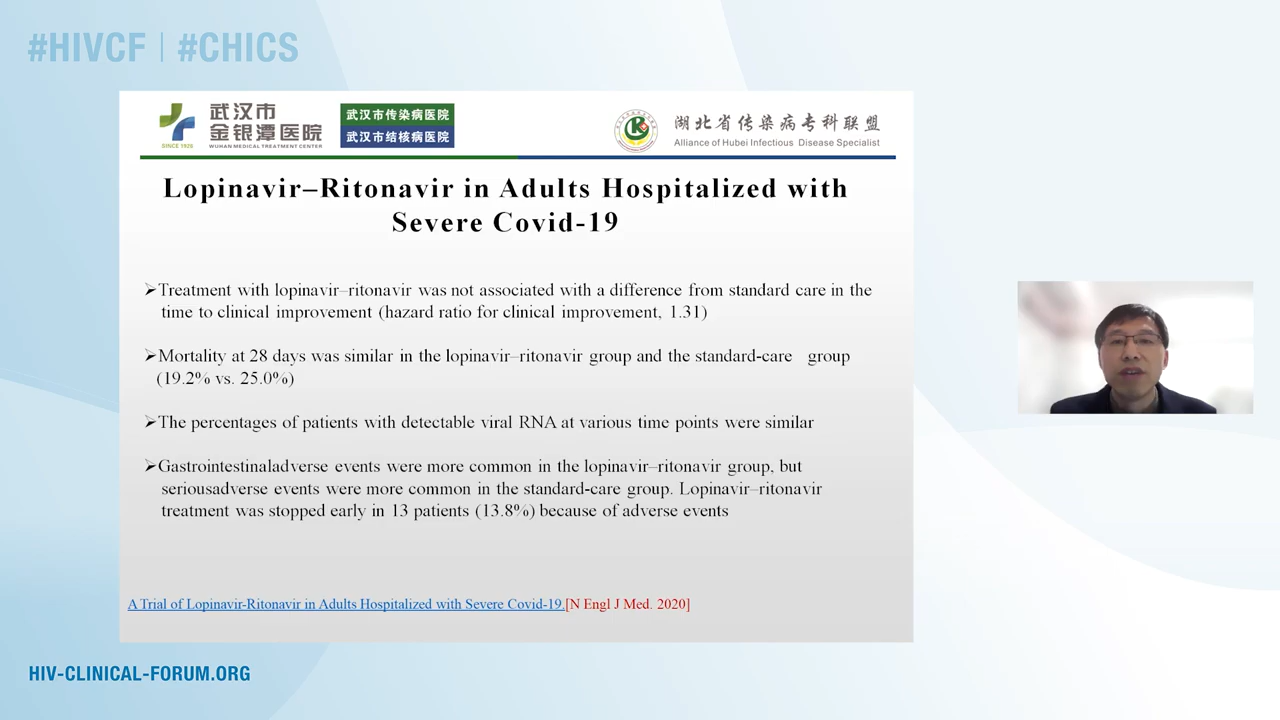 #HIVCF | #CHICS
武汉市
金银潭医院
SINCE 1926
WUHAN MEDICAL TREATMENT CENTER
武汉市传染病医院
武汉市结核病医院
湖北省传染病专科联盟
Alliance of Hubei Infectious Disease Specialist
Lopinavir–Ritonavir in Adults Hospitalized with
Severe Covid-19
➢Treatment with lopinavir–ritonavir was not associated with a difference from standard care in the
time to clinical improvement (hazard ratio for clinical improvement, 1.31)
➢Mortality at 28 days was similar in the lopinavir–ritonavir group and the standard-care group
(19.2% vs. 25.0%)
➢The percentages of patients with detectable viral RNA at various time points were similar
➢Gastrointestinaladverse events were more common in the lopinavir–ritonavir group, but
seriousadverse events were more common in the standard-care group. Lopinavir–ritonavir
treatment was stopped early in 13 patients (13.8%) because of adverse events
A Trial of Lopinavir-Ritonavir in Adults Hospitalized with Severe Covid-19.[N Engl J Med. 2020]
HIV-CLINICAL-FORUM.ORG